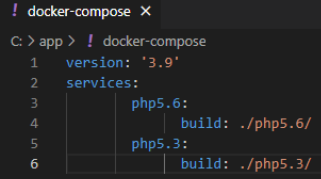 ! docker-compose ×
C: > app > ! docker-compose
1 version: '3.9'
2 services:
3 php5.6:
4 build: ./php5.6/
5 php5.3:
6 build: ./php5.3/